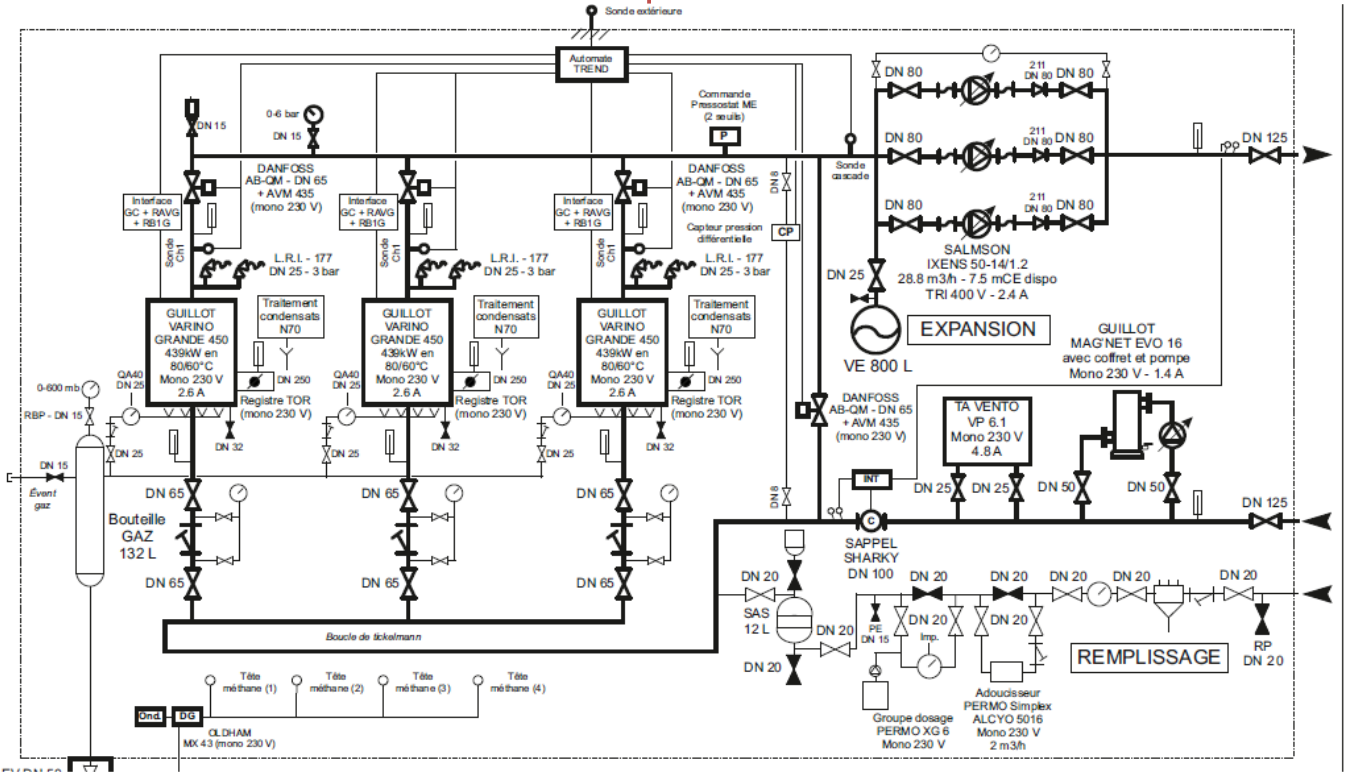 Sonde extérieure
Automate
TREND
Commande
Pressostat ME
(2 seuils)
P
0-6 bar
DN 15
DN 15
DANFOSS
AB-QM - DN 65
+ AVM 435
(mono 230 V)
DANFOSS
AB-QM - DN 65
+ AVM 435
(mono 230 V)
Interface
GC + RAVG
+ RB1G
Interface
GC + RAVG
+ RB1G
Interface
GC + RAVG
+ RB1G
Sonde
Ch1
Sonde
Ch1
Sonde
Ch1
L.R.I. - 177
DN 25 - 3 bar
L.R.I. - 177
DN 25 - 3 bar
L.R.I. - 177
DN 25 - 3 bar
DN 8
Capteur pression
différentielle
CP
Sonde
cascade
DN 80
211
DN 80
DN 80
DN 80
211
DN 80
DN 80
DN 80
211
DN 80
DN 80
DN 125
SALMSON
IXENS 50-14/1.2
28.8 m3/h - 7.5 mCE dispo
TRI 400 V - 2.4 A
DN 25
EXPANSION
VE 800 L
GUILLOT
MAG'NET EVO 16
avec coffret et pompe
Mono 230 V - 1.4 A
GUILLOT
VARINO
GRANDE 450
439kW en
80/60°C
Mono 230 V
2.6 A
GUILLOT
VARINO
GRANDE 450
439kW en
80/60°C
Mono 230 V
2.6 A
GUILLOT
VARINO
GRANDE 450
439kW en
80/60°C
Mono 230 V
2.6 A
Traitement
condensats
N70
Traitement
condensats
N70
Traitement
condensats
N70
DN 250
DN 250
DN 250
Registre TOR
(mono 230 V)
Registre TOR
(mono 230 V)
Registre TOR
(mono 230 V)
QA40
DN 25
QA40
DN 25
QA40
DN 25
0-600 mb
RBP - DN 15
DN 25
DN 32
DN 25
DN 32
DN 25
DN 32
DN 15
Évent
gaz
Bouteille
GAZ
132 L
DN 65
DN 65
DN 65
DN 65
DN 65
DN 65
DANFOSS
AB-QM - DN 65
+ AVM 435
(mono 230 V)
DN 8
TA VENTO
VP 6.1
Mono 230 V
4.8 A
DN 25
DN 25
DN 50
DN 50
DN 125
INT
C
SAPPEL
SHARKY
DN 100
DN 20
SAS
12 L
DN 20
DN 20
PE
DN 15
DN 20
DN 20
DN 20
DN 20
DN 20
DN 20
DN 20
Imp.
RP
DN 20
REMPLISSAGE
Groupe dosage
PERMO XG 6
Mono 230 V
Adoucisseur
PERMO Simplex
ALCYO 5016
Mono 230 V
2 m3/h
Boucle de tickelmann
Tête
méthane (1)
Tête
méthane (2)
Tête
méthane (3)
Tête
méthane (4)
Ond.
DG
OLDHAM
MX 43 (mono 230 V)